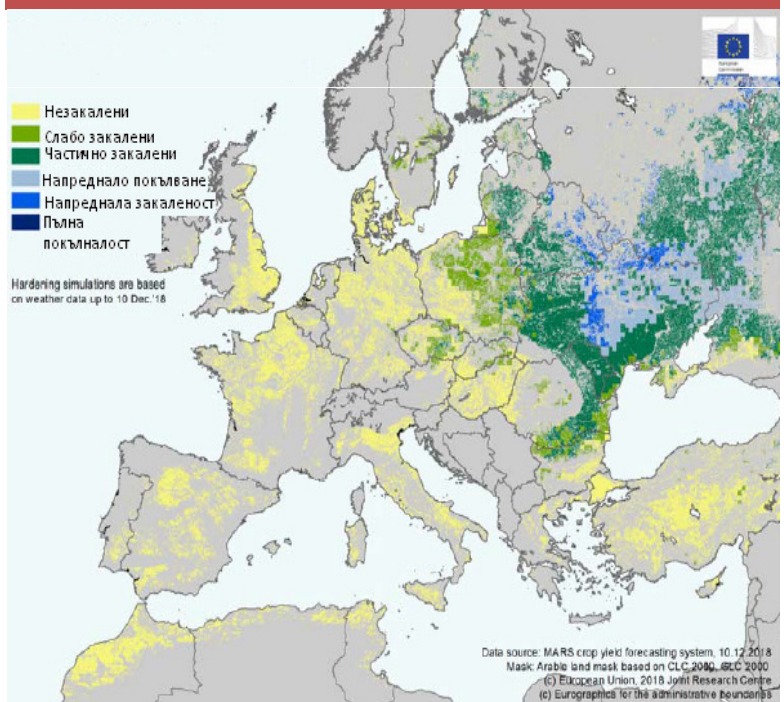 European
Commission
Незакалени
Слабо закалени
Частично закалени
Напреднало покълване
Напреднала закаленост
Пълна
покълналост
Hardening simulations are based
on weather data up to 10 Dec.'18
Data source: MARS crop yield forecasting system, 10.12.2018
Mask: Arable land mask based on CLC 2000, GLC 2000
(c) European Union, 2018 Joint Research Centre
(c) Eurographics for the administrative boundaries